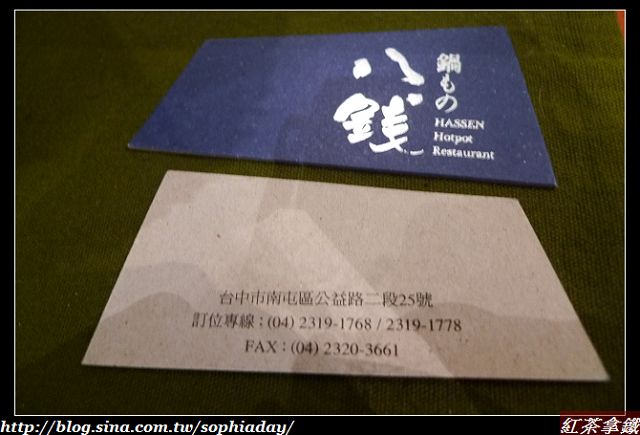 鍋もの
八銭
HASSEN
Hotpot
Restaurant
台中市南屯區公益路二段25號
訂位專線：(04) 2319-1768 / 2319-1778
FAX：(04) 2320-3661
http://blog.sina.com.tw/sophiaday/
紅茶拿鐵